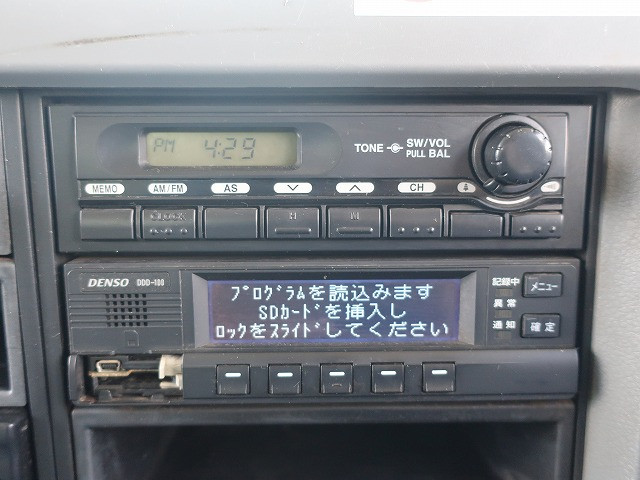 PM 4:29
TONE SW/VOL
PULL BAL
MEMO AM/FM AS CH
CLOCK H M
DENSO DDD-100
ﾌﾟﾛｸﾞﾗﾑを読込みます
SDｶｰﾄﾞを挿入し
ﾛｯｸをｽﾗｲﾄﾞしてください
記録中 メニュー
異常
通知 確定